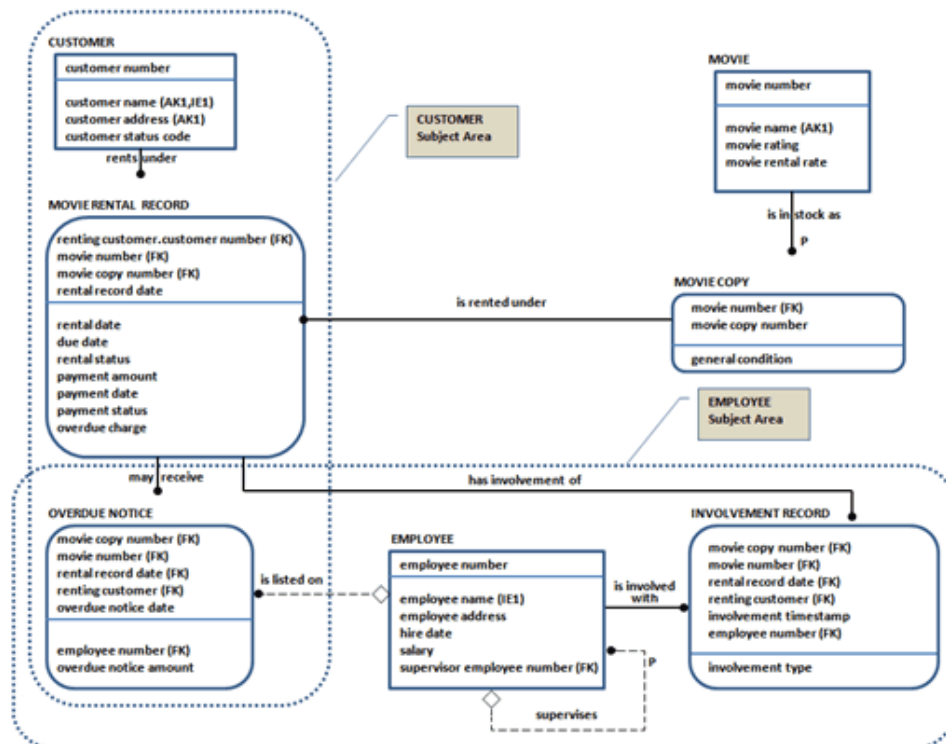 CUSTOMER
customer number
customer name (AK1,IE1)
customer address (AK1)
customer status code
rents under
CUSTOMER
Subject Area
MOVIE
movie number
movie name (AK1)
movie rating
movie rental rate
is in stock as
P
MOVIE RENTAL RECORD
renting customer.customer number (FK)
movie number (FK)
movie copy number (FK)
rental record date
rental date
due date
rental status
payment amount
payment date
payment status
overdue charge
is rented under
MOVIE COPY
movie number (FK)
movie copy number
general condition
EMPLOYEE
Subject Area
may receive
has involvement of
OVERDUE NOTICE
movie copy number (FK)
movie number (FK)
rental record date (FK)
renting customer (FK)
overdue notice date
employee number (FK)
overdue notice amount
is listed on
EMPLOYEE
employee number
employee name (IE1)
employee address
hire date
salary
supervisor employee number (FK)
P
supervises
is involved
with
INVOLVEMENT RECORD
movie copy number (FK)
movie number (FK)
rental record date (FK)
renting customer (FK)
involvement timestamp
employee number (FK)
involvement type